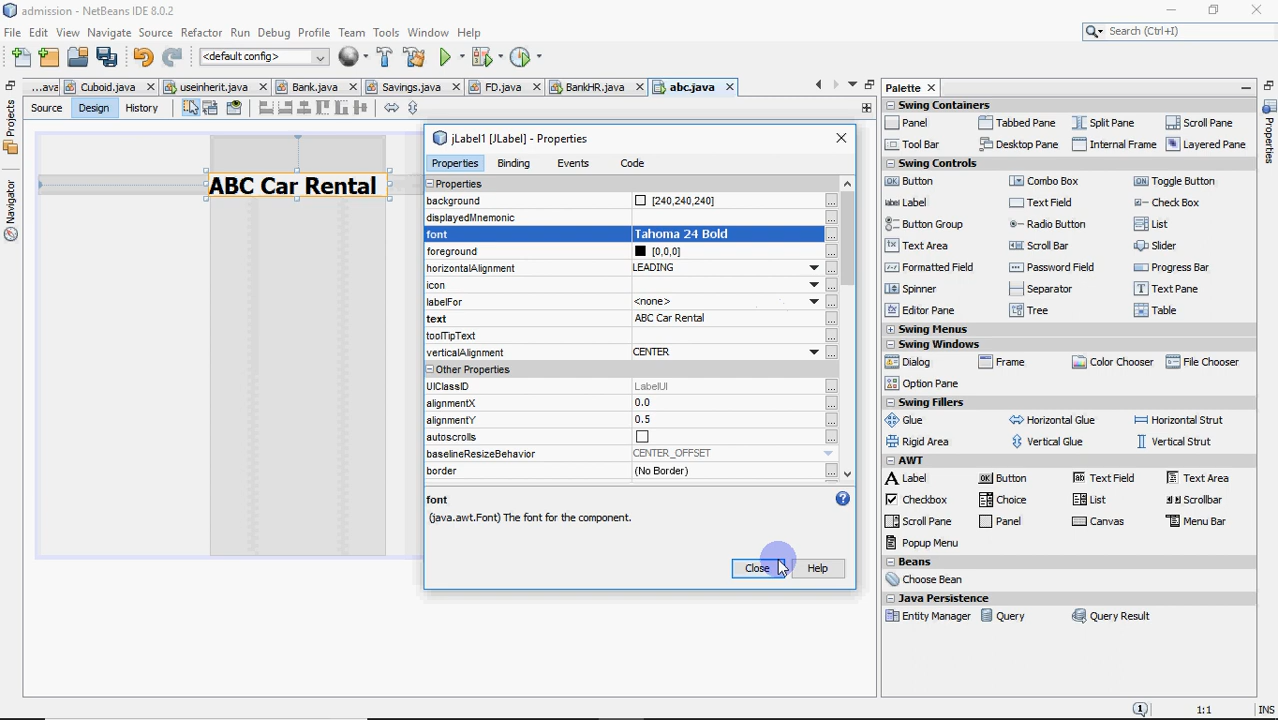 admission - NetBeans IDE 8.0.2
File Edit View Navigate Source Refactor Run Debug Profile Team Tools Window Help
Search (Ctrl+I)
<default config>
...ava Cuboid.java useinherit.java Bank.java Savings.java FD.java BankHR.java abc.java
Source Design History
Projects
Navigator
ABC Car Rental
jLabel1 [JLabel] - Properties
Properties Binding Events Code
Properties
background [240,240,240]
displayedMnemonic
font Tahoma 24 Bold
foreground [0,0,0]
horizontalAlignment LEADING
icon
labelFor <none>
text ABC Car Rental
toolTipText
verticalAlignment CENTER
Other Properties
UIClassID LabelUI
alignmentX 0.0
alignmentY 0.5
autoscrolls
baselineResizeBehavior CENTER_OFFSET
border (No Border)
font
(java.awt.Font) The font for the component.
Close Help
Palette
Swing Containers
Panel Tabbed Pane Split Pane Scroll Pane
Tool Bar Desktop Pane Internal Frame Layered Pane
Swing Controls
Button Combo Box Toggle Button
Label Text Field Check Box
Button Group Radio Button List
Text Area Scroll Bar Slider
Formatted Field Password Field Progress Bar
Spinner Separator Text Pane
Editor Pane Tree Table
Swing Menus
Swing Windows
Dialog Frame Color Chooser File Chooser
Option Pane
Swing Fillers
Glue Horizontal Glue Horizontal Strut
Rigid Area Vertical Glue Vertical Strut
AWT
Label Button Text Field Text Area
Checkbox Choice List Scrollbar
Scroll Pane Panel Canvas Menu Bar
Popup Menu
Beans
Choose Bean
Java Persistence
Entity Manager Query Query Result
Properties
1 1:1 INS